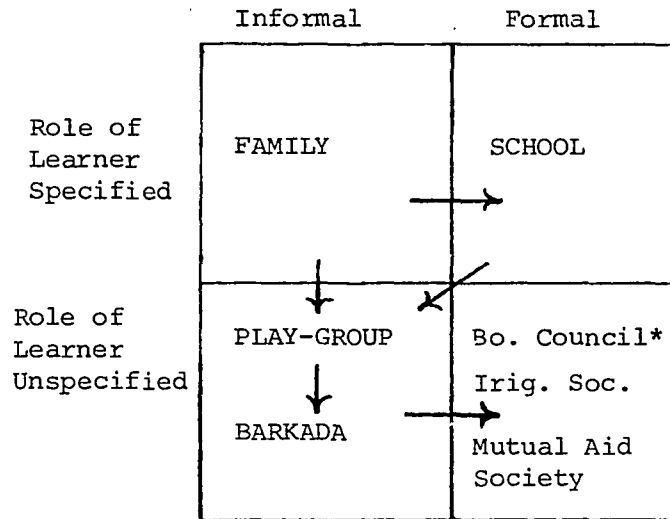 Informal Formal
Role of
Learner
Specified
FAMILY SCHOOL
Role of
Learner
Unspecified
PLAY-GROUP Bo. Council*
Irig. Soc.
BARKADA
Mutual Aid
Society